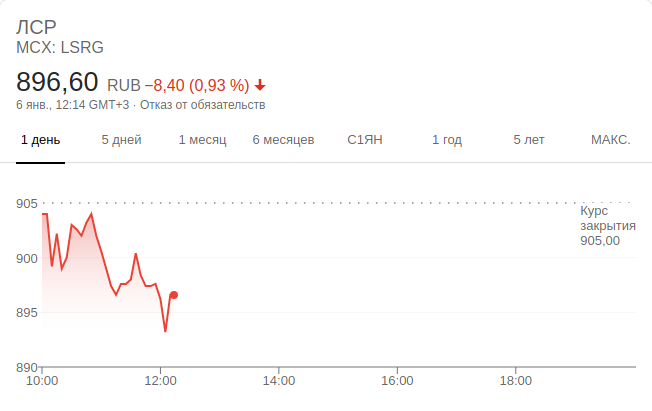 ЛСР
MCX: LSRG
896,60 RUB −8,40 (0,93 %)
6 янв., 12:14 GMT+3 · Отказ от обязательств
1 день 5 дней 1 месяц 6 месяцев С1ЯН 1 год 5 лет МАКС.
905
Курс
закрытия
905,00
900
895
890
10:00 12:00 14:00 16:00 18:00